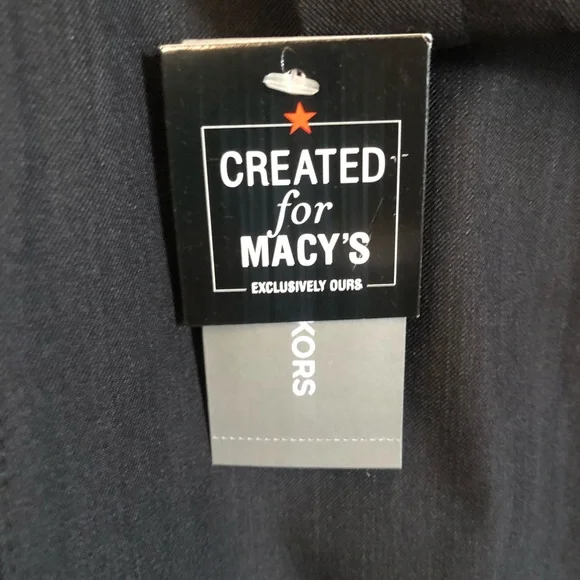 CREATED
for
MACY'S
EXCLUSIVELY OURS
KORS